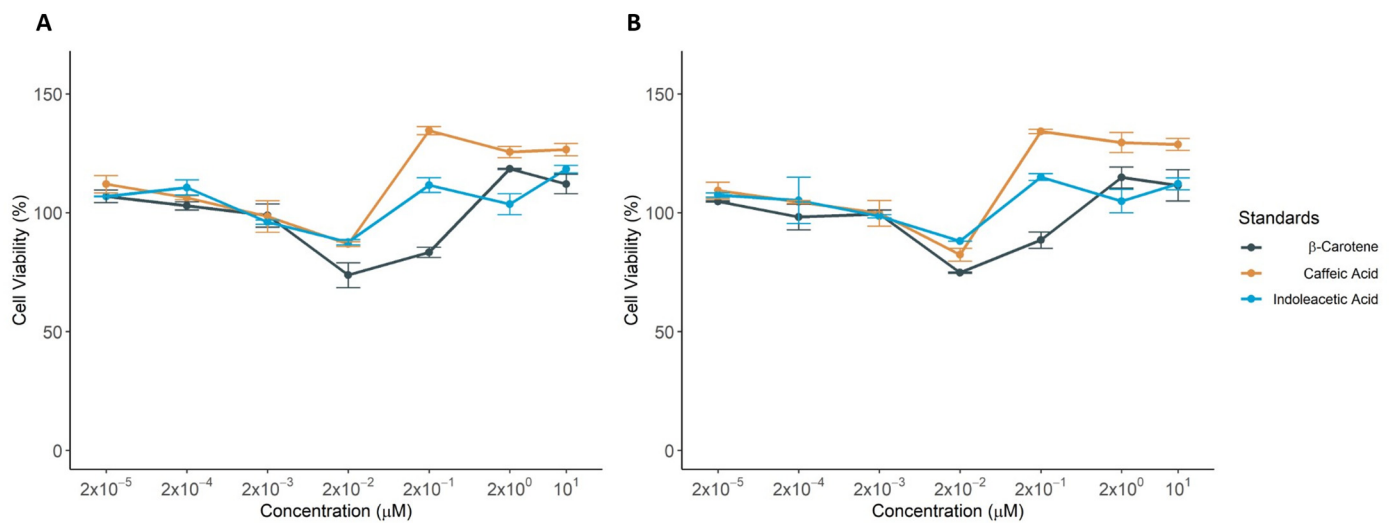 A
B
150
100
50
0
Cell Viability (%)
2x10⁻⁵ 2x10⁻⁴ 2x10⁻³ 2x10⁻² 2x10⁻¹ 2x10⁰ 10¹
Concentration (μM)
150
100
50
0
Cell Viability (%)
2x10⁻⁵ 2x10⁻⁴ 2x10⁻³ 2x10⁻² 2x10⁻¹ 2x10⁰ 10¹
Concentration (μM)
Standards
β-Carotene
Caffeic Acid
Indoleacetic Acid